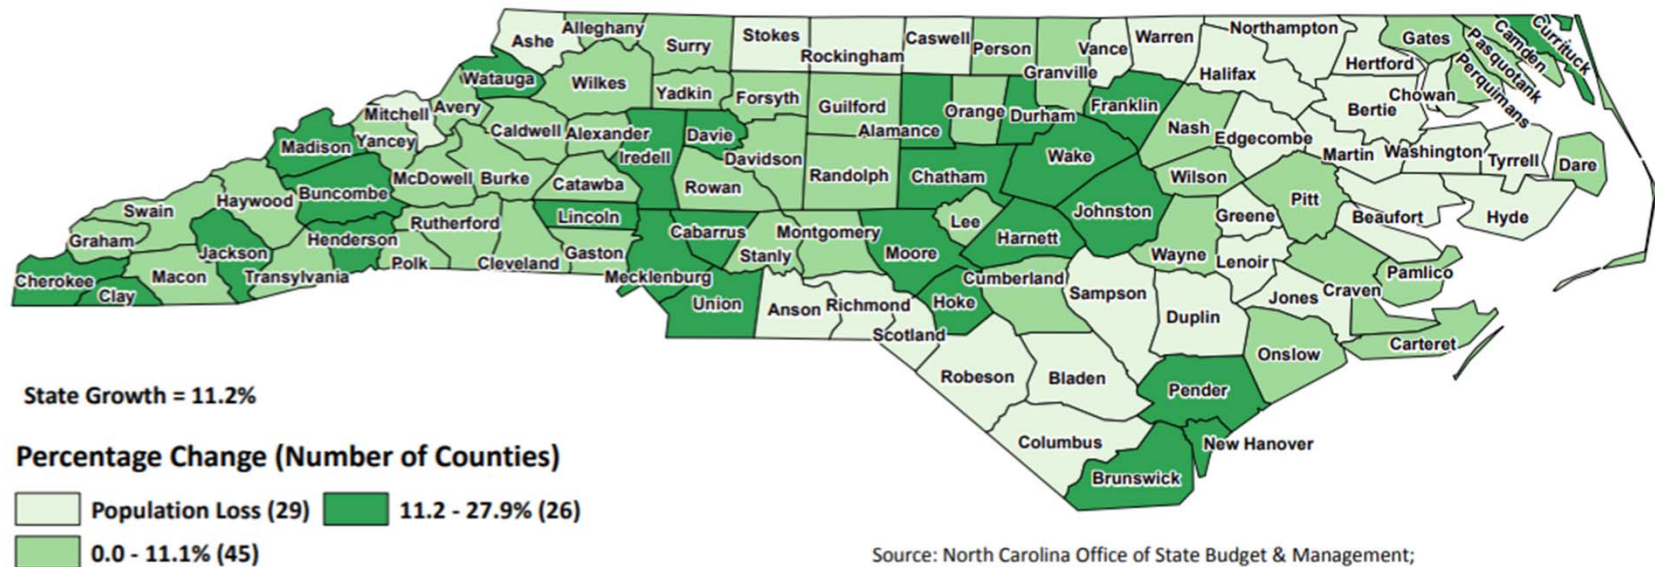 Ashe
Alleghany
Surry
Stokes
Rockingham
Caswell
Person
Granville
Vance
Warren
Northampton
Halifax
Hertford
Gates
Pasquotank
Camden
Currituck
Perquimans
Chowan
Bertie
Watauga
Wilkes
Yadkin
Forsyth
Guilford
Alamance
Orange
Durham
Franklin
Nash
Edgecombe
Martin
Washington
Tyrrell
Dare
Mitchell
Avery
Yancey
Madison
Caldwell
Alexander
Iredell
Davie
Davidson
Randolph
Chatham
Wake
Wilson
Pitt
Beaufort
Hyde
Buncombe
McDowell
Burke
Catawba
Rowan
Swain
Haywood
Graham
Jackson
Henderson
Rutherford
Lincoln
Cabarrus
Montgomery
Stanly
Moore
Lee
Harnett
Johnston
Greene
Wayne
Lenoir
Craven
Pamlico
Cherokee
Clay
Macon
Transylvania
Polk
Cleveland
Gaston
Mecklenburg
Union
Anson
Richmond
Scotland
Hoke
Cumberland
Sampson
Duplin
Jones
Onslow
Carteret
Robeson
Bladen
Pender
Columbus
Brunswick
New Hanover
State Growth = 11.2%
Percentage Change (Number of Counties)
Population Loss (29) 11.2 - 27.9% (26)
0.0 - 11.1% (45)
Source: North Carolina Office of State Budget & Management;